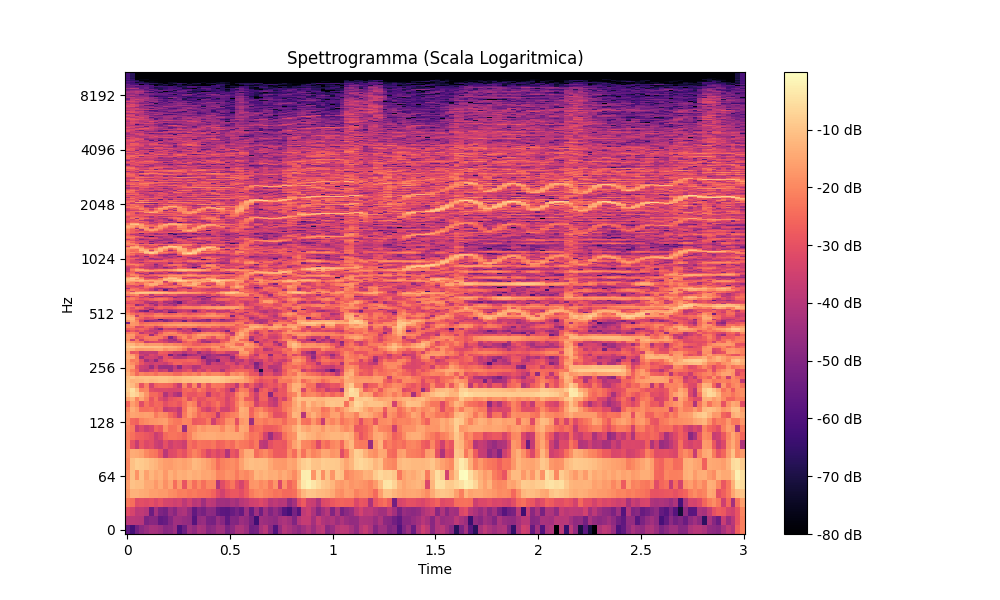 Spettrogramma (Scala Logaritmica)
8192
4096
2048
1024
512
256
128
64
0
Hz
0
0.5
1
1.5
2
2.5
3
Time
-10 dB
-20 dB
-30 dB
-40 dB
-50 dB
-60 dB
-70 dB
-80 dB